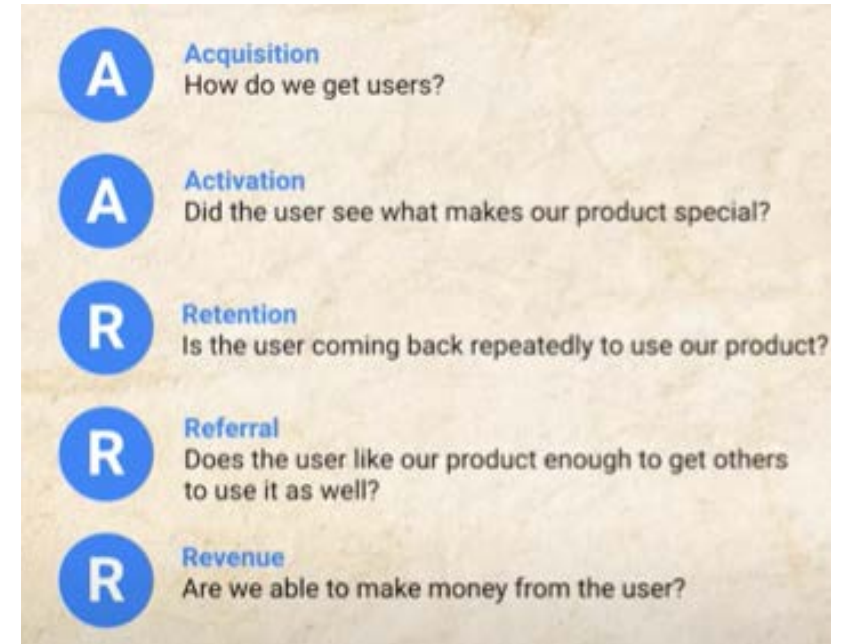 A
Acquisition
How do we get users?
A
Activation
Did the user see what makes our product special?
R
Retention
Is the user coming back repeatedly to use our product?
R
Referral
Does the user like our product enough to get others
to use it as well?
R
Revenue
Are we able to make money from the user?